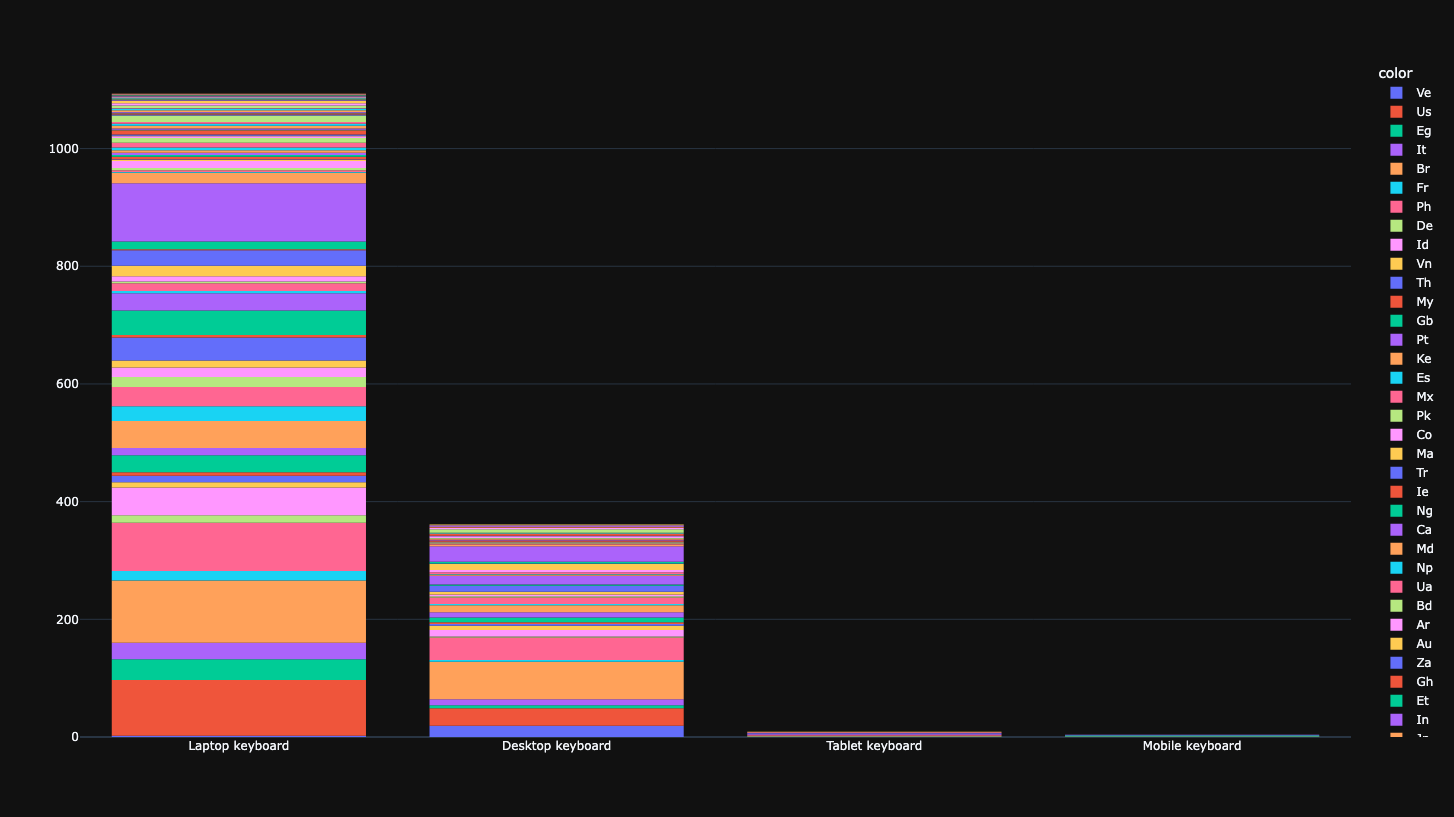 color
Ve
Us
Eg
It
Br
Fr
Ph
De
Id
Vn
Th
My
Gb
Pt
Ke
Es
Mx
Pk
Co
Ma
Tr
Ie
Ng
Ca
Md
Np
Ua
Bd
Ar
Au
Za
Gh
Et
In
1000
800
600
400
200
0
Laptop keyboard Desktop keyboard Tablet keyboard Mobile keyboard